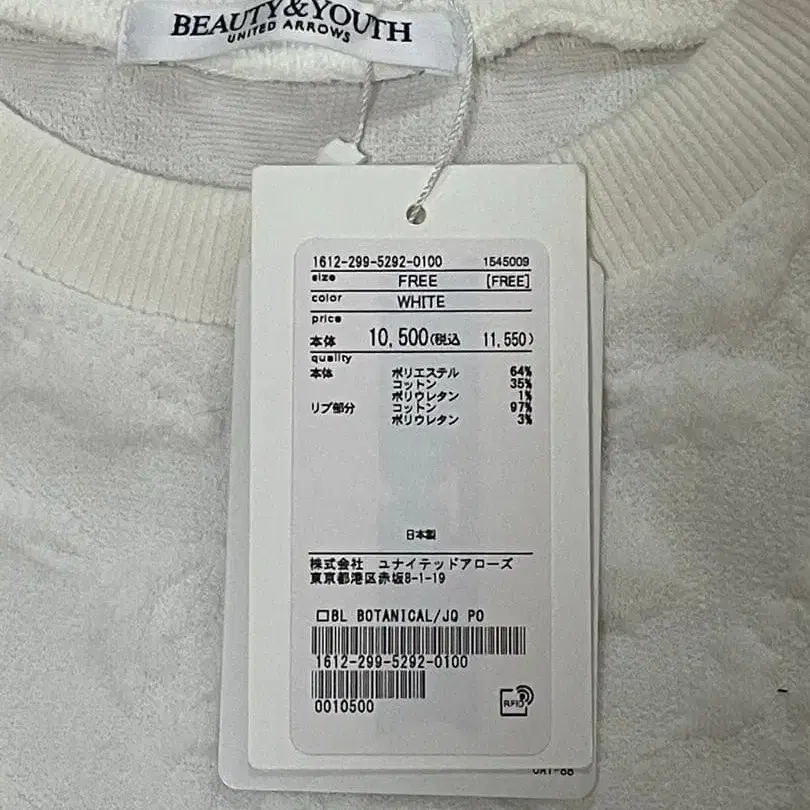 BEAUTY&YOUTH
UNITED ARROWS
1612-299-5292-0100 1545009
size FREE [FREE]
color WHITE
price
本体 10,500(税込 11,550)
quality
本体 ポリエステル 64%
コットン 35%
ポリウレタン 1%
リブ部分 コットン 97%
ポリウレタン 3%
日本製
株式会社 ユナイテッドアローズ
東京都港区赤坂8-1-19
□BL BOTANICAL/JQ PO
1612-299-5292-0100
0010500
RFID